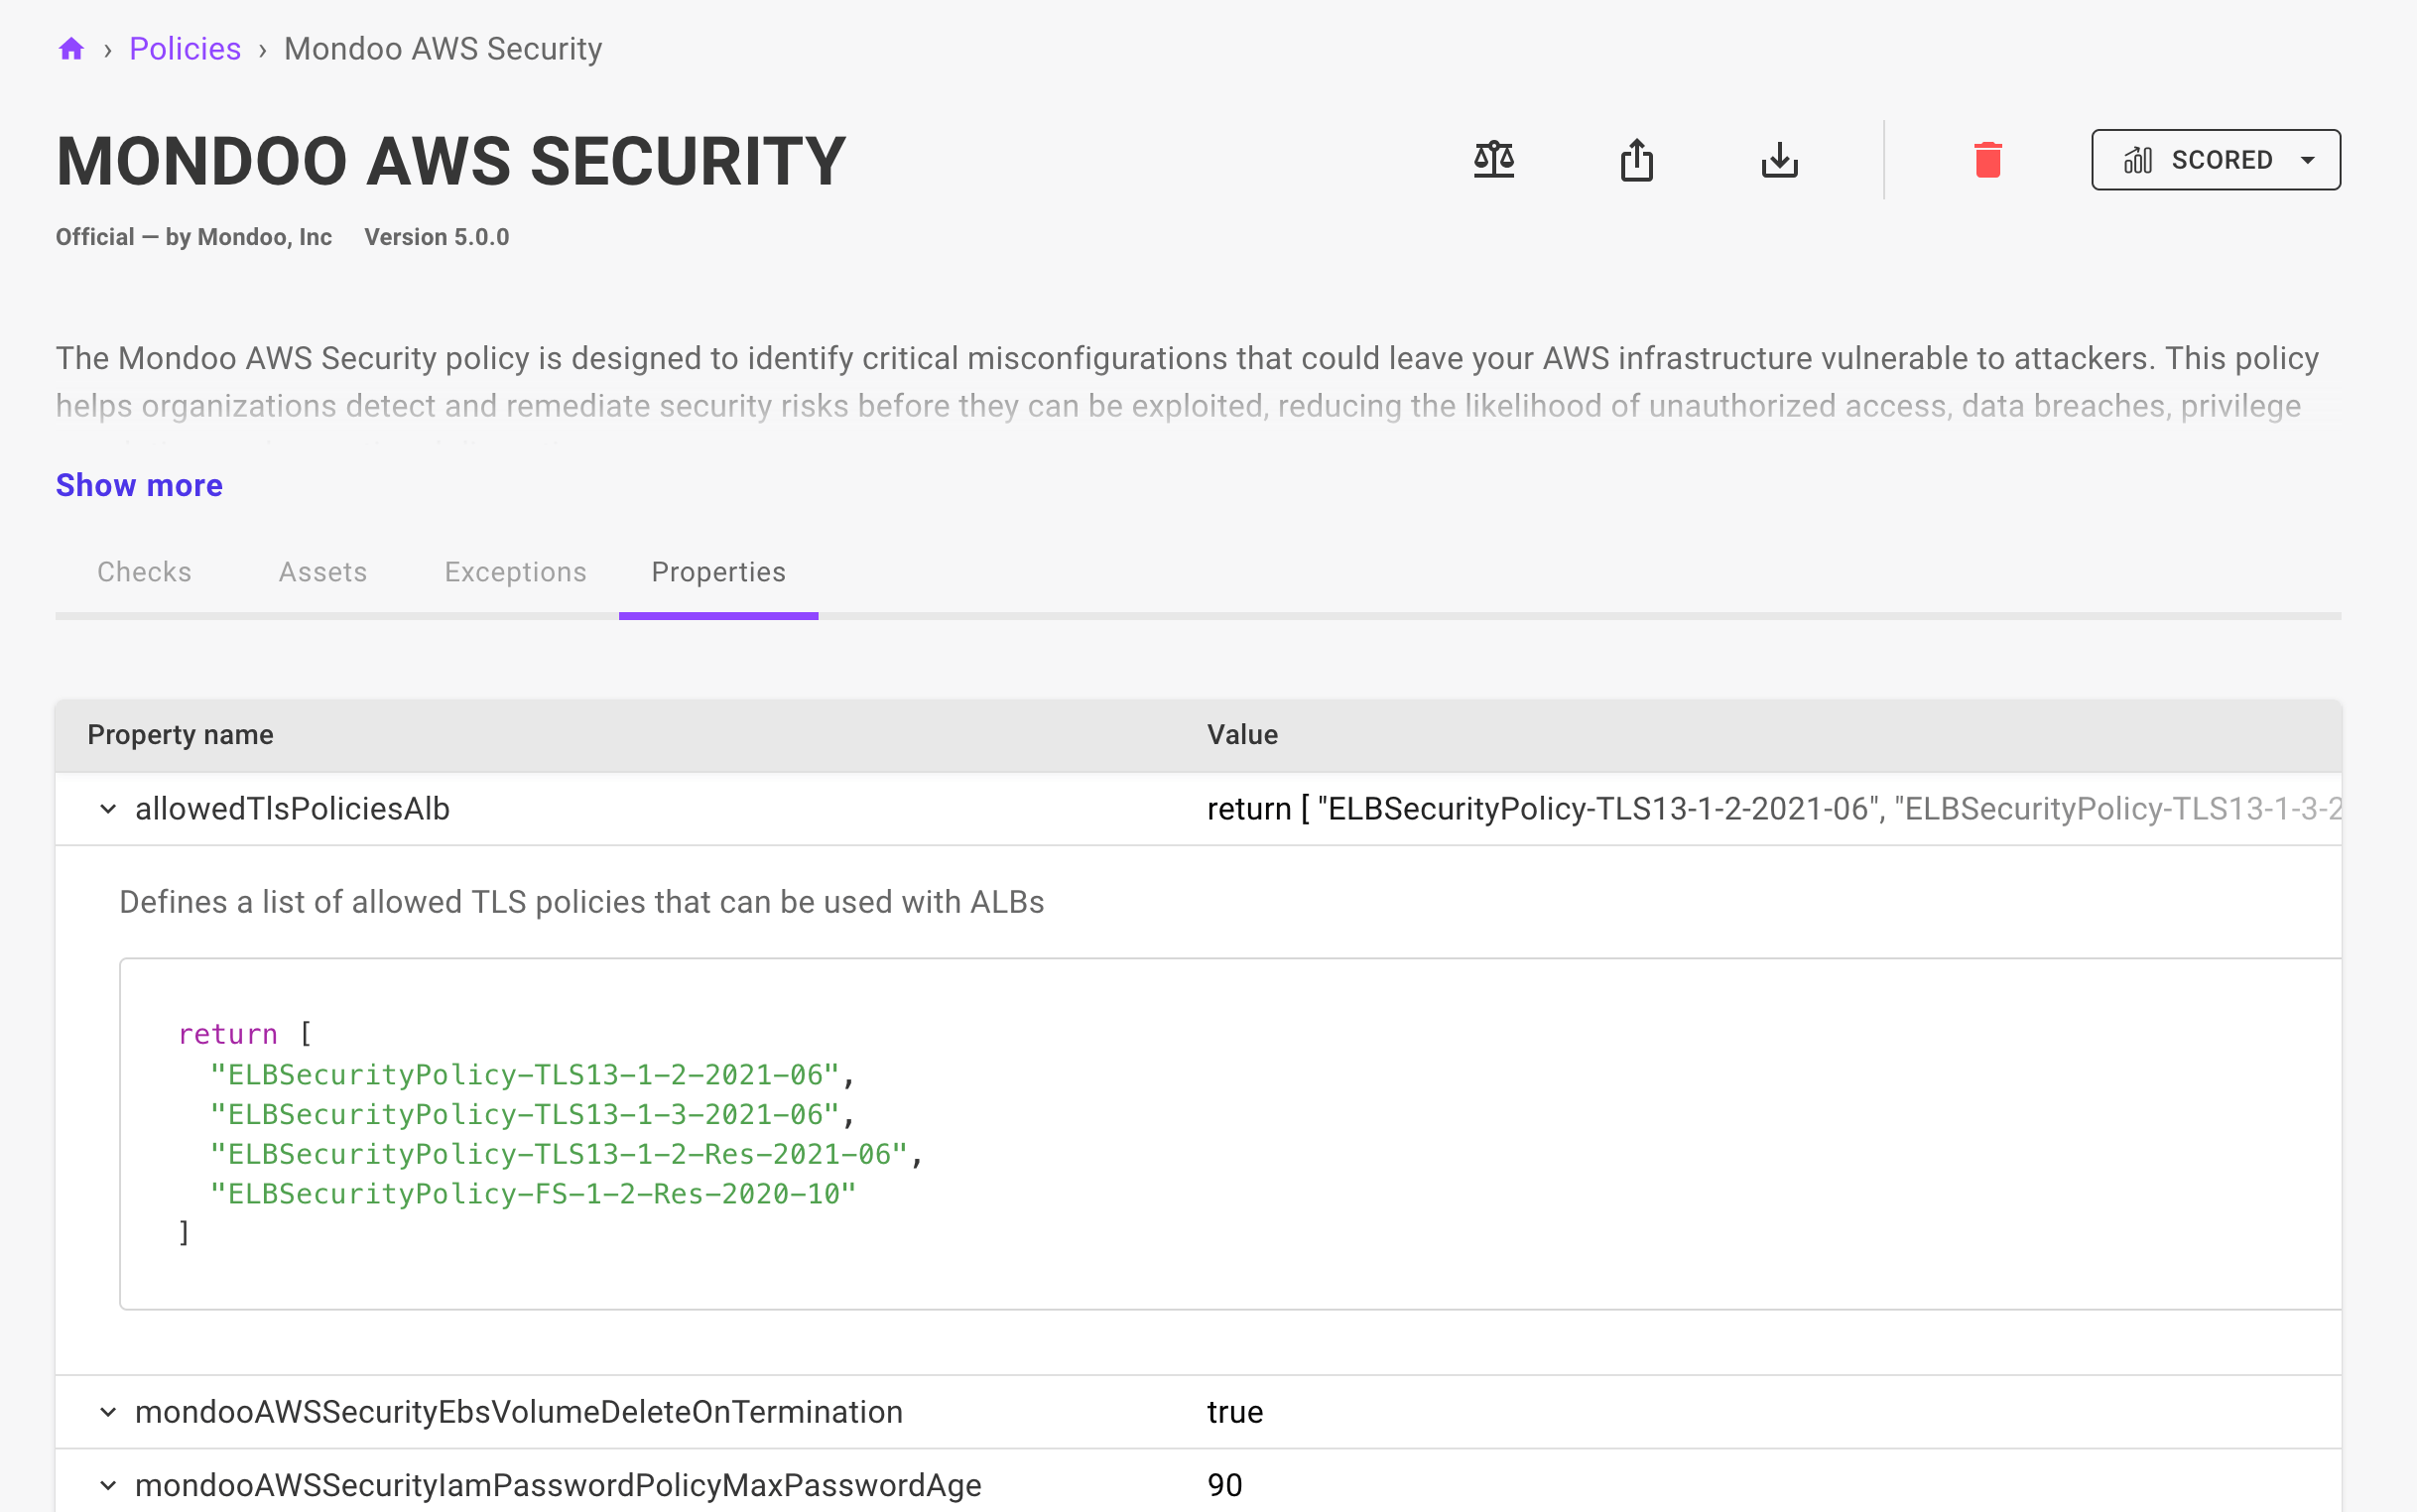 › Policies › Mondoo AWS Security
MONDOO AWS SECURITY
SCORED
Official — by Mondoo, Inc Version 5.0.0
The Mondoo AWS Security policy is designed to identify critical misconfigurations that could leave your AWS infrastructure vulnerable to attackers. This policy
helps organizations detect and remediate security risks before they can be exploited, reducing the likelihood of unauthorized access, data breaches, privilege
Show more
Checks Assets Exceptions Properties
Property name Value
allowedTlsPoliciesAlb return [ "ELBSecurityPolicy-TLS13-1-2-2021-06", "ELBSecurityPolicy-TLS13-1-3-2
Defines a list of allowed TLS policies that can be used with ALBs
return [
"ELBSecurityPolicy-TLS13-1-2-2021-06",
"ELBSecurityPolicy-TLS13-1-3-2021-06",
"ELBSecurityPolicy-TLS13-1-2-Res-2021-06",
"ELBSecurityPolicy-FS-1-2-Res-2020-10"
]
mondooAWSSecurityEbsVolumeDeleteOnTermination true
mondooAWSSecurityIamPasswordPolicyMaxPasswordAge 90